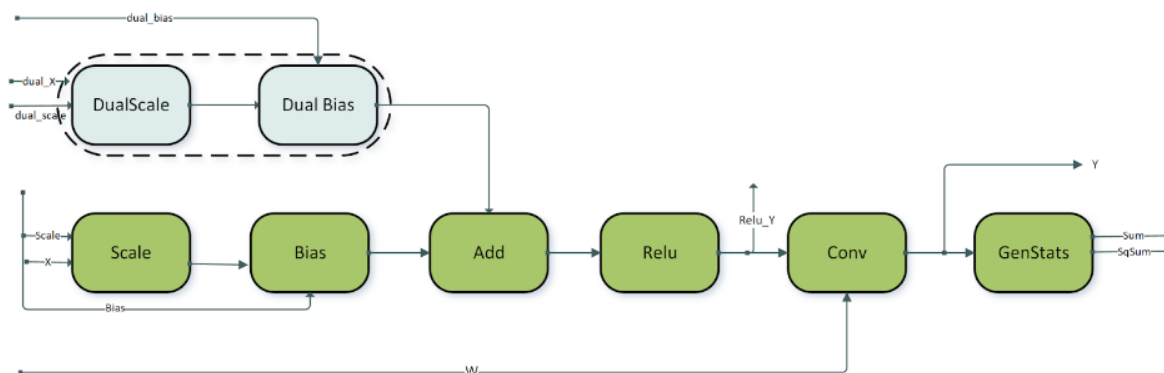 dual_bias
dual_X
dual_scale
DualScale
Dual Bias
Y
Scale
X
Bias
Scale
Bias
Add
Relu
Relu_Y
Conv
GenStats
Sum
SqSum
W